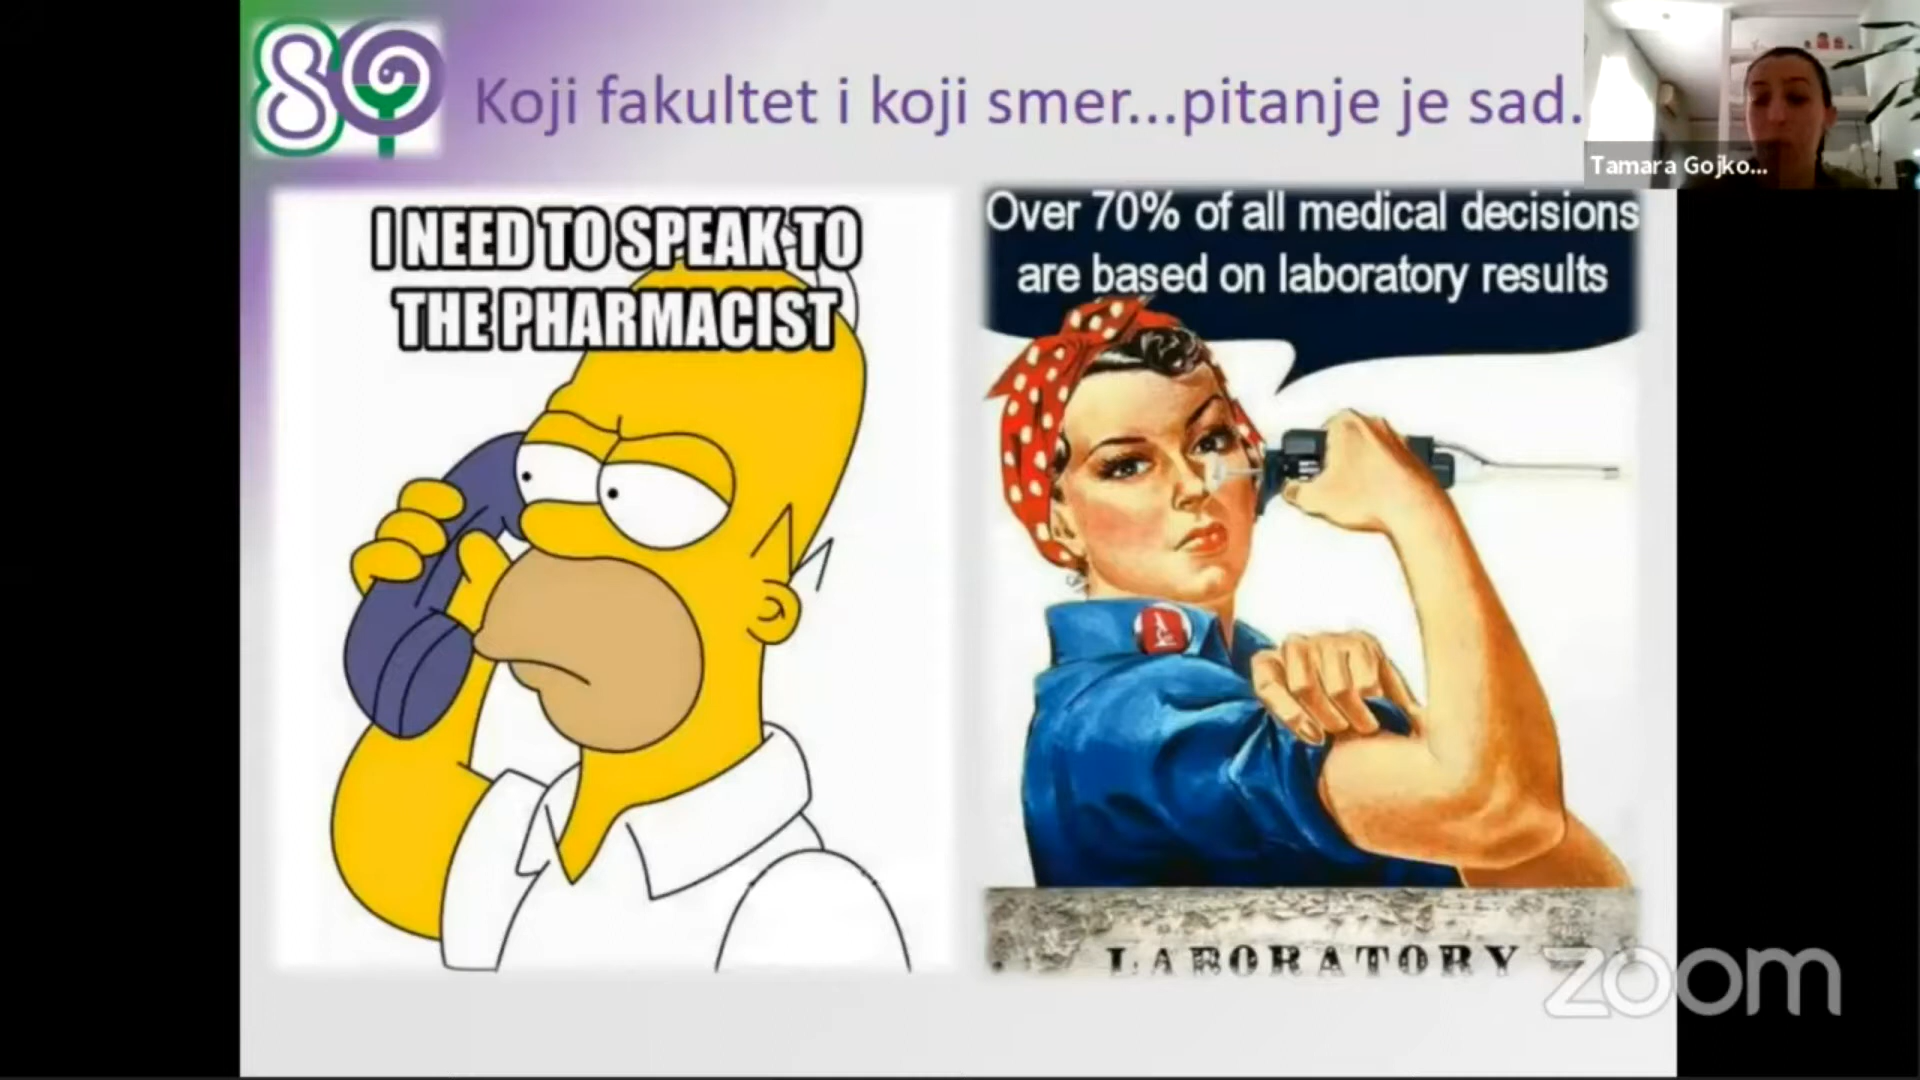 80
Koji fakultet i koji smer...pitanje je sad.
Tamara Gojko...
I NEED TO SPEAK TO
THE PHARMACIST
Over 70% of all medical decisions
are based on laboratory results
LABORATORY
zoom